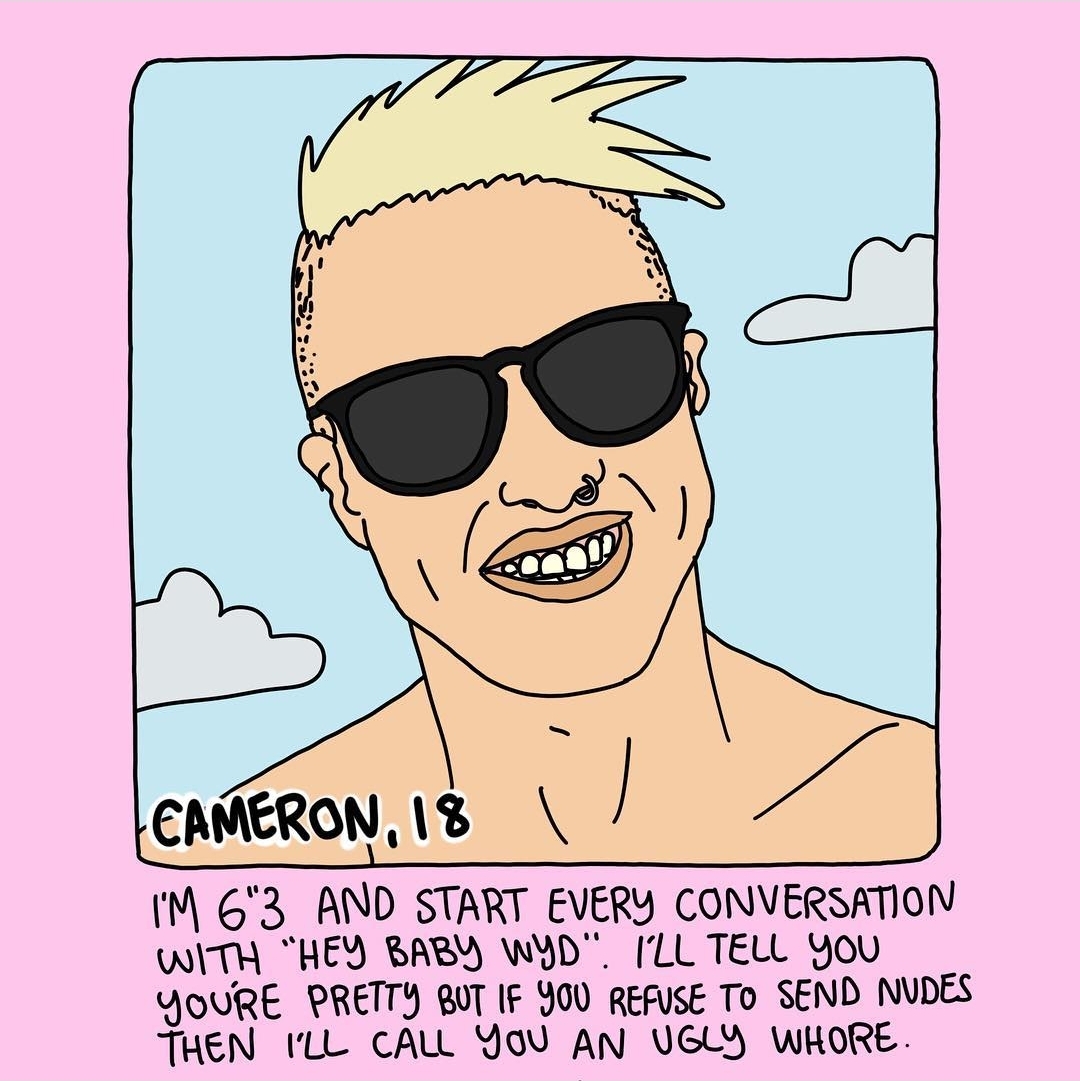 CAMERON, 18
I'M 6"3 AND START EVERY CONVERSATION
WITH "HEY BABY WYD". I'LL TELL YOU
YOU'RE PRETTY BUT IF YOU REFUSE TO SEND NUDES
THEN I'LL CALL YOU AN UGLY WHORE.